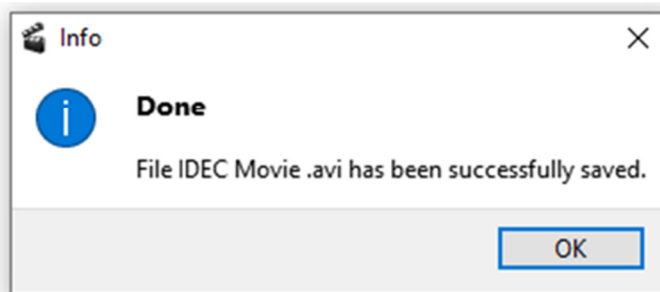 Info
Done
File IDEC Movie .avi has been successfully saved.
OK